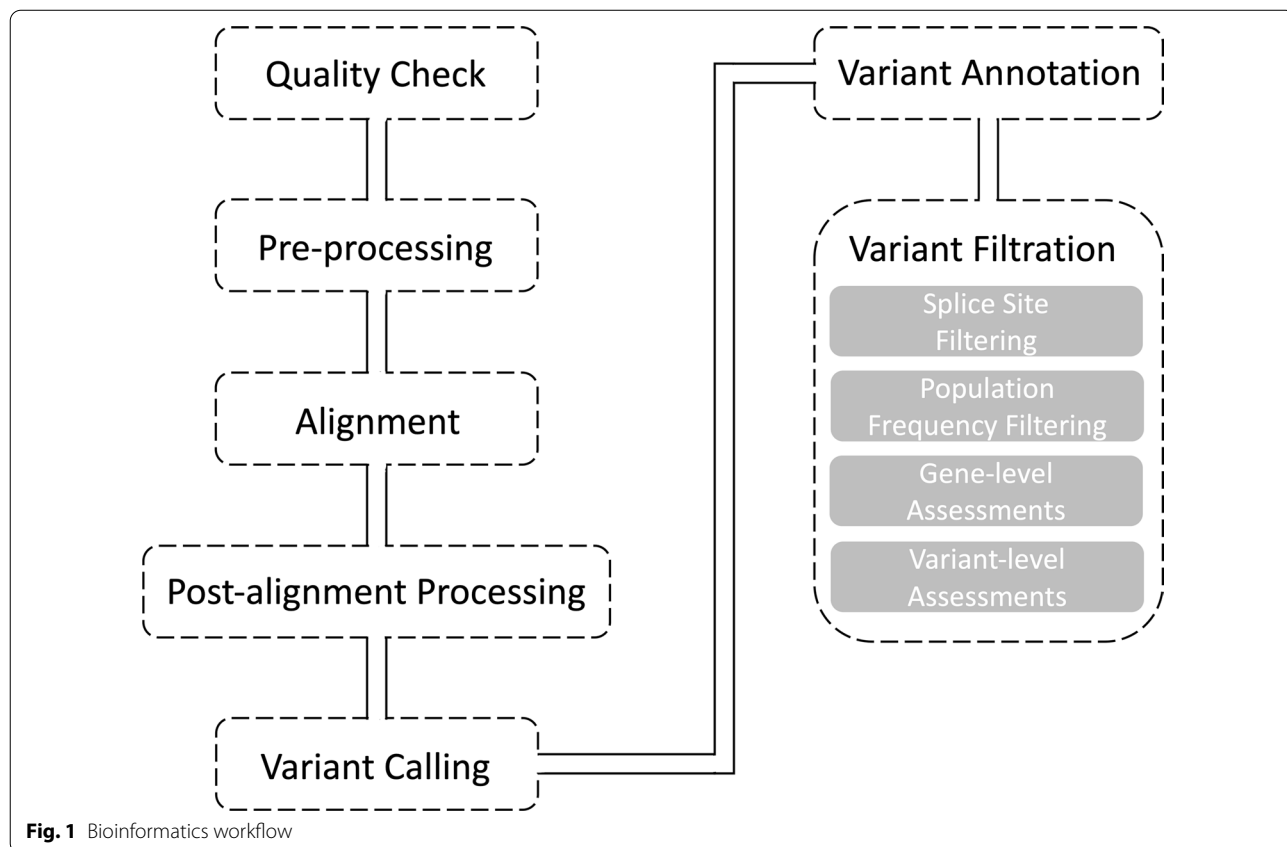 Quality Check
Pre-processing
Alignment
Post-alignment Processing
Variant Calling
Variant Annotation
Variant Filtration
Splice Site
Filtering
Population
Frequency Filtering
Gene-level
Assessments
Variant-level
Assessments
Fig. 1 Bioinformatics workflow